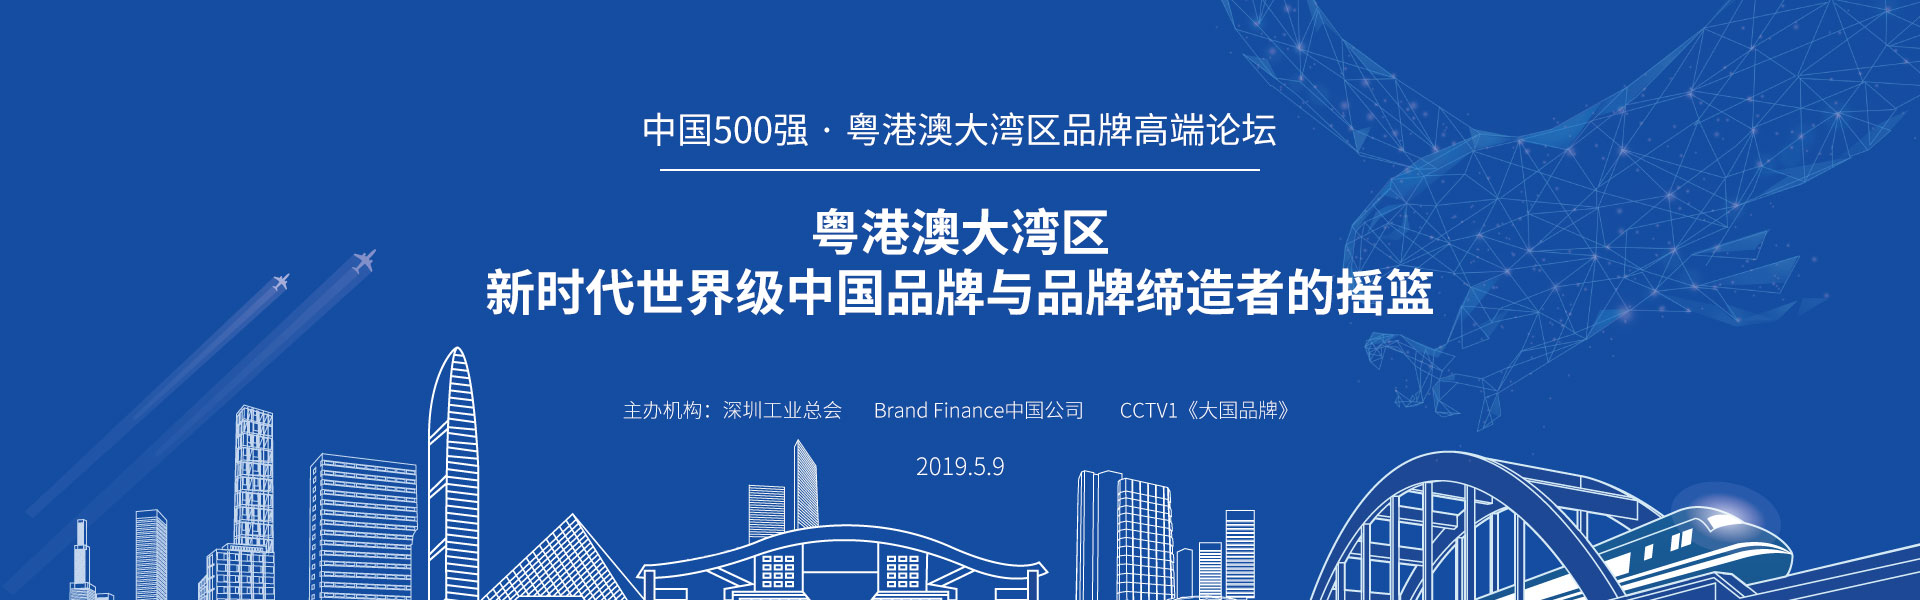 中国500强 · 粤港澳大湾区品牌高端论坛
粤港澳大湾区
新时代世界级中国品牌与品牌缔造者的摇篮
主办机构：深圳工业总会 Brand Finance中国公司 CCTV1《大国品牌》
2019.5.9